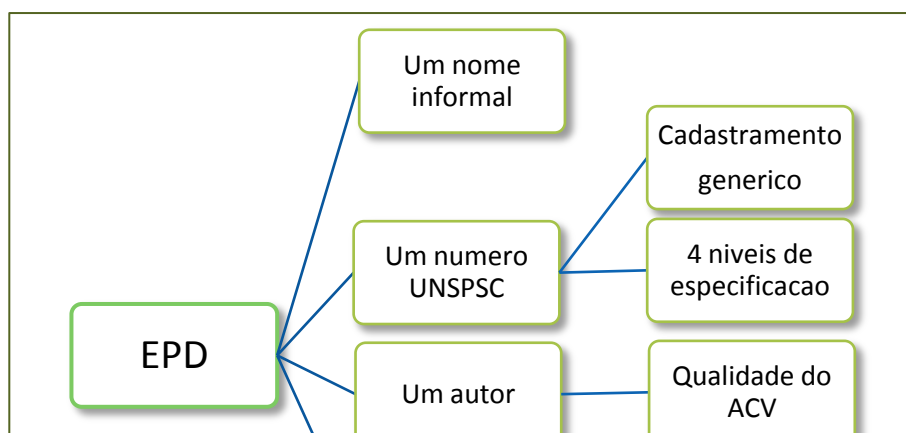 Um nome
informal
Cadastramento
generico
Um numero
UNSPSC
4 niveis de
especificacao
EPD
Um autor
Qualidade do
ACV